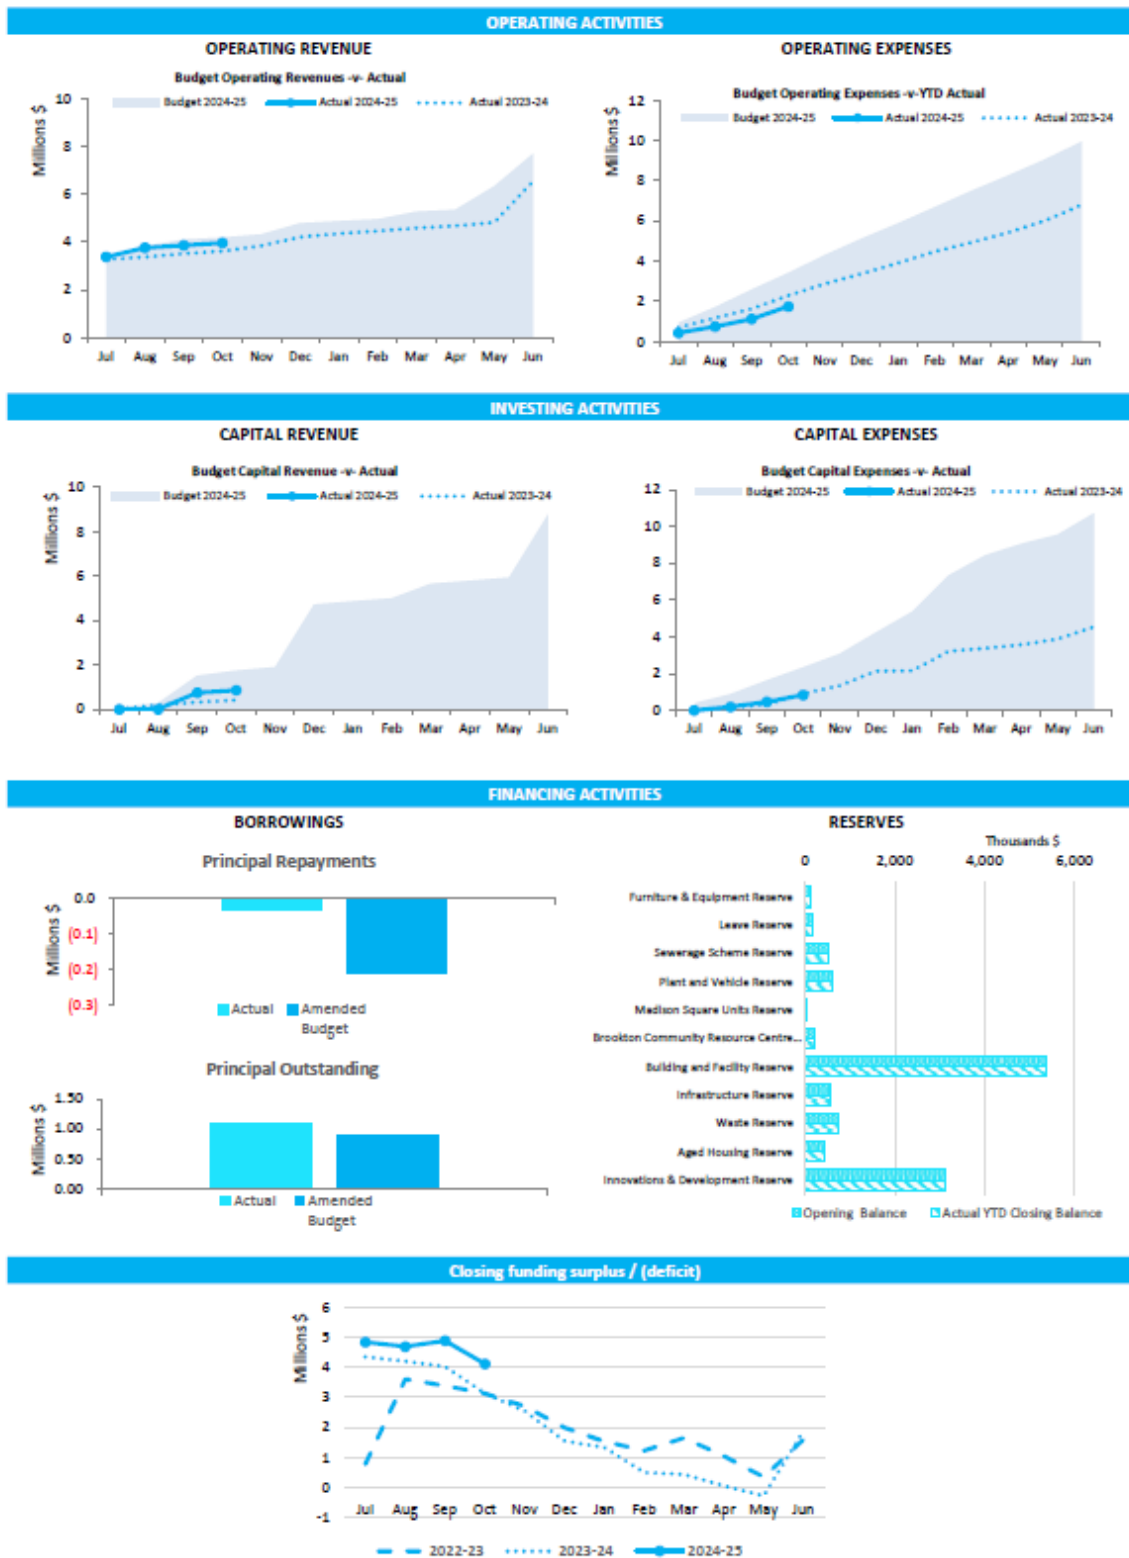 OPERATING ACTIVITIES
OPERATING REVENUE
Budget Operating Revenues -v- Actual
Budget 2024-25 Actual 2024-25 Actual 2023-24
Millions $
10
8
6
4
2
0
Jul Aug Sep Oct Nov Dec Jan Feb Mar Apr May Jun
OPERATING EXPENSES
Budget Operating Expenses -v-YTD Actual
Budget 2024-25 Actual 2024-25 Actual 2023-24
Millions $
12
10
8
6
4
2
0
Jul Aug Sep Oct Nov Dec Jan Feb Mar Apr May Jun
INVESTING ACTIVITIES
CAPITAL REVENUE
Budget Capital Revenue -v- Actual
Budget 2024-25 Actual 2024-25 Actual 2023-24
Millions $
10
8
6
4
2
0
Jul Aug Sep Oct Nov Dec Jan Feb Mar Apr May Jun
CAPITAL EXPENSES
Budget Capital Expenses -v- Actual
Budget 2024-25 Actual 2024-25 Actual 2023-24
Millions $
12
10
8
6
4
2
0
Jul Aug Sep Oct Nov Dec Jan Feb Mar Apr May Jun
FINANCING ACTIVITIES
BORROWINGS
Principal Repayments
Millions $
0.0
(0.1)
(0.2)
(0.3)
Actual Amended
Budget
Principal Outstanding
Millions $
1.50
1.00
0.50
0.00
Actual Amended
Budget
RESERVES
Thousands $
0 2,000 4,000 6,000
Furniture & Equipment Reserve
Leave Reserve
Sewerage Scheme Reserve
Plant and Vehicle Reserve
Madison Square Units Reserve
Brookton Community Resource Centre...
Building and Facility Reserve
Infrastructure Reserve
Waste Reserve
Aged Housing Reserve
Innovations & Development Reserve
Opening Balance Actual YTD Closing Balance
Closing funding surplus / (deficit)
Millions $
6
5
4
3
2
1
0
-1
Jul Aug Sep Oct Nov Dec Jan Feb Mar Apr May Jun
2022-23 2023-24 2024-25